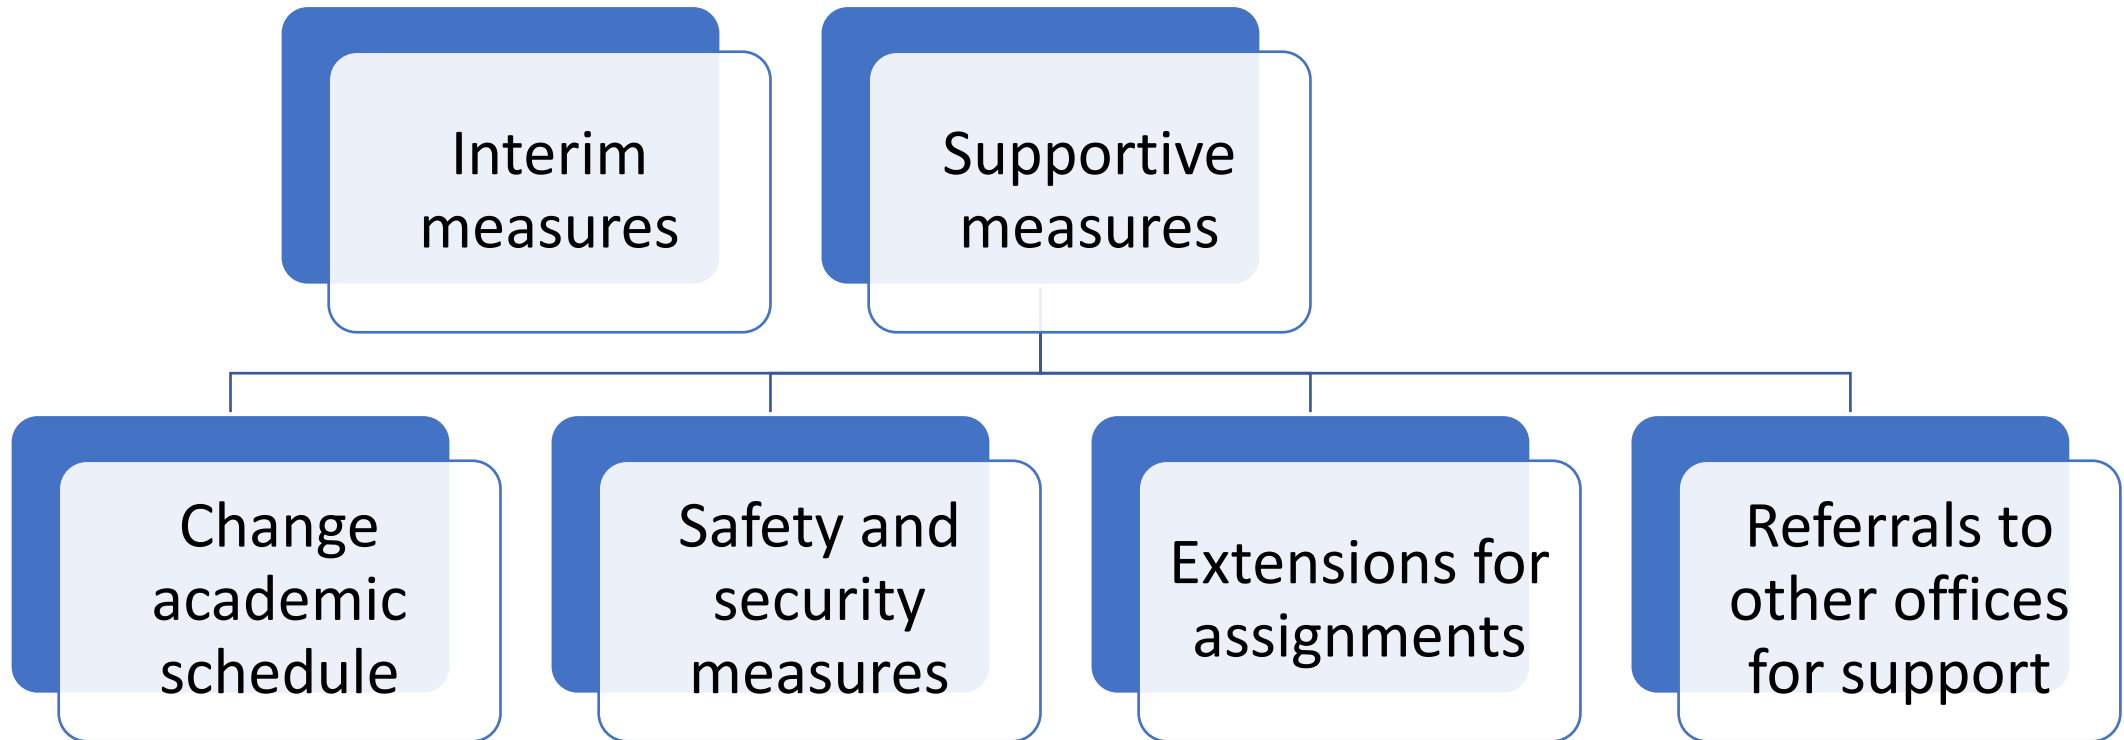 Interim
measures
Supportive
measures
Change
academic
schedule
Safety and
security
measures
Extensions for
assignments
Referrals to
other offices
for support